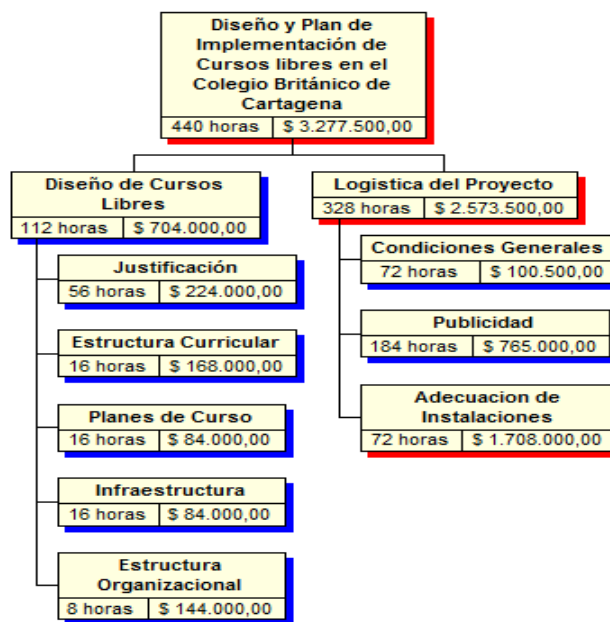 Diseño y Plan de
Implementación de
Cursos libres en el
Colegio Británico de
Cartagena
440 horas $ 3.277.500,00
Diseño de Cursos
Libres
112 horas $ 704.000,00
Justificación
56 horas $ 224.000,00
Estructura Curricular
16 horas $ 168.000,00
Planes de Curso
16 horas $ 84.000,00
Infraestructura
16 horas $ 84.000,00
Estructura
Organizacional
8 horas $ 144.000,00
Logistica del Proyecto
328 horas $ 2.573.500,00
Condiciones Generales
72 horas $ 100.500,00
Publicidad
184 horas $ 765.000,00
Adecuacion de
Instalaciones
72 horas $ 1.708.000,00